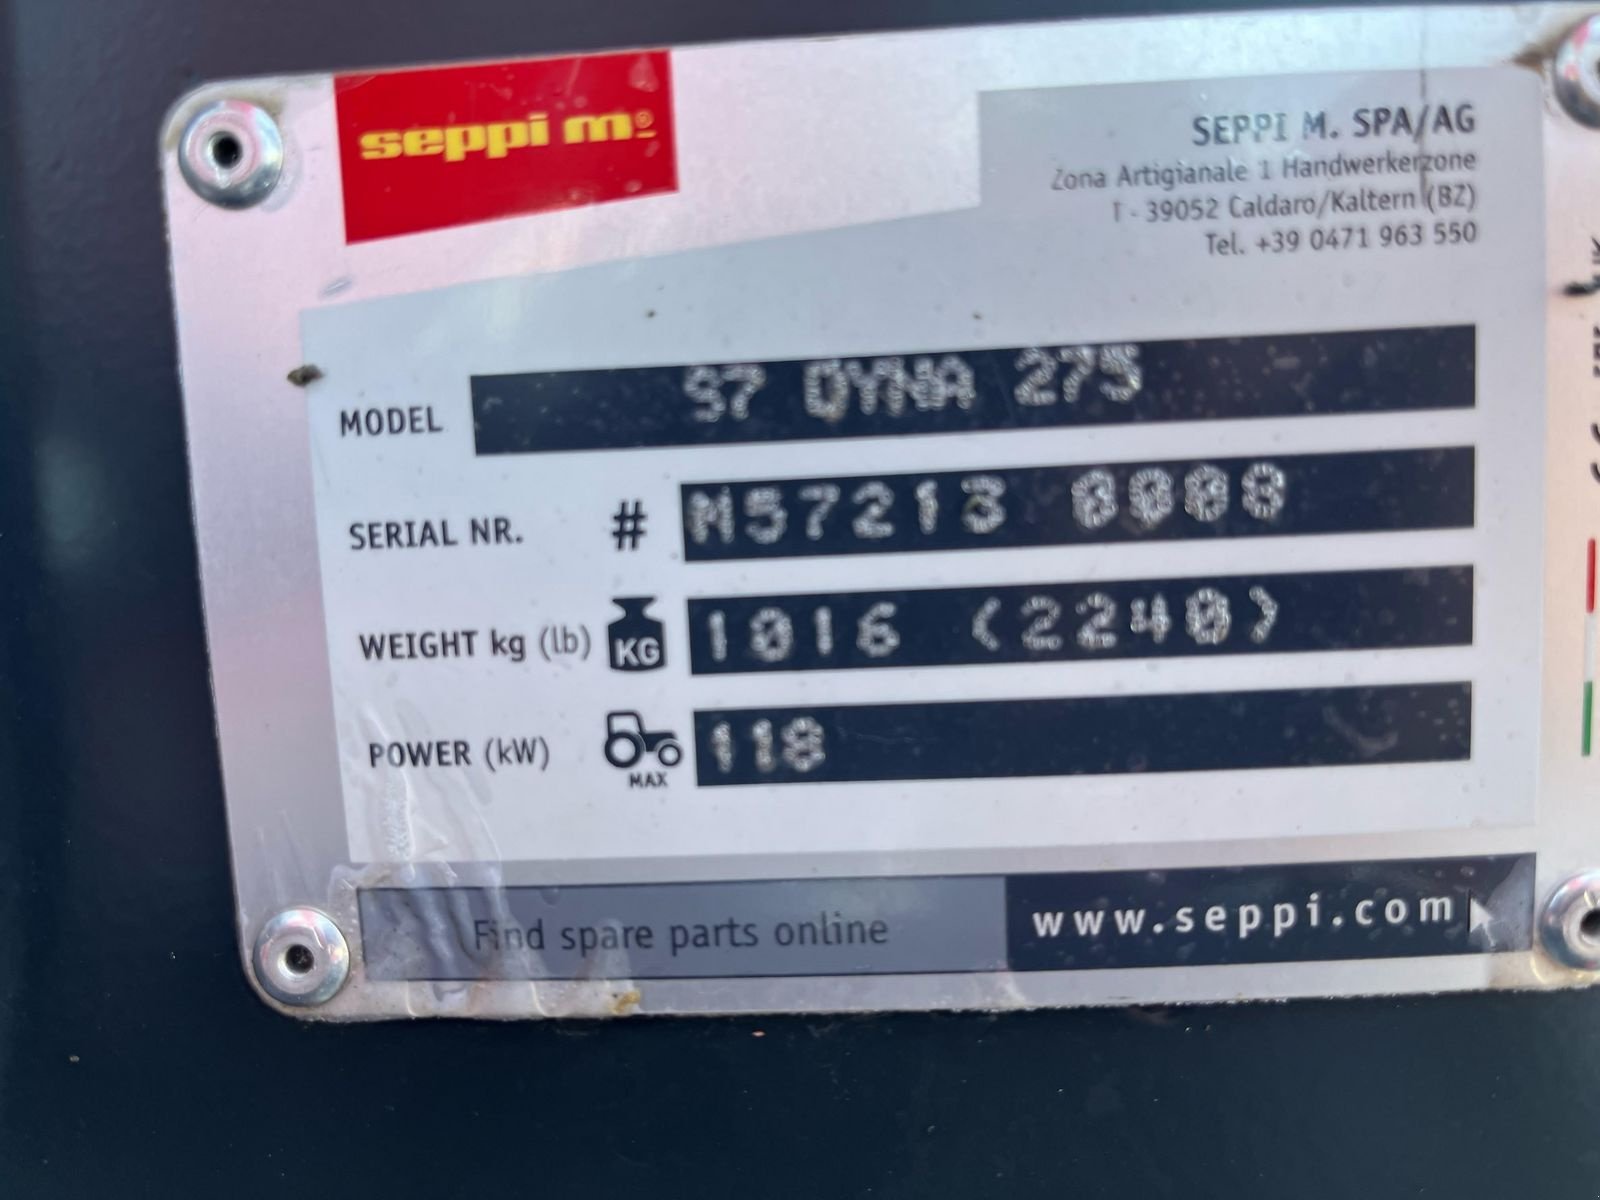 seppi m®
SEPPI M. SPA/AG
Zona Artigianale 1 Handwerkerzone
I - 39052 Caldaro/Kaltern (BZ)
Tel. +39 0471 963 550
MODEL S7 DYNA 275
SERIAL NR. # MS7213 0008
WEIGHT kg (lb) KG 1016 (2240)
POWER (kW) MAX 118
Find spare parts online www.seppi.com